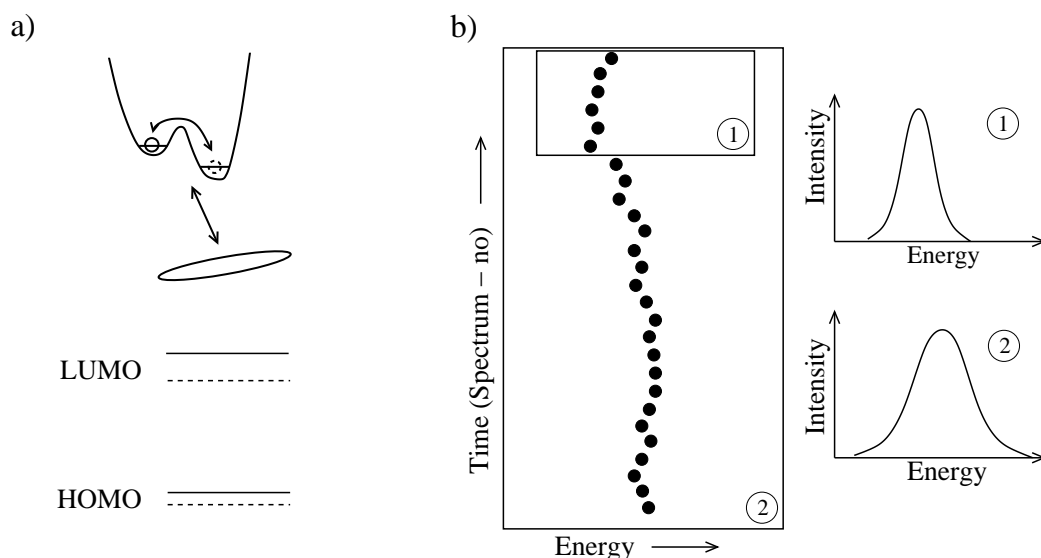 a)
LUMO
HOMO
b)
Time (Spectrum – no)
Energy
1
2
Intensity
Energy
1
Intensity
Energy
2